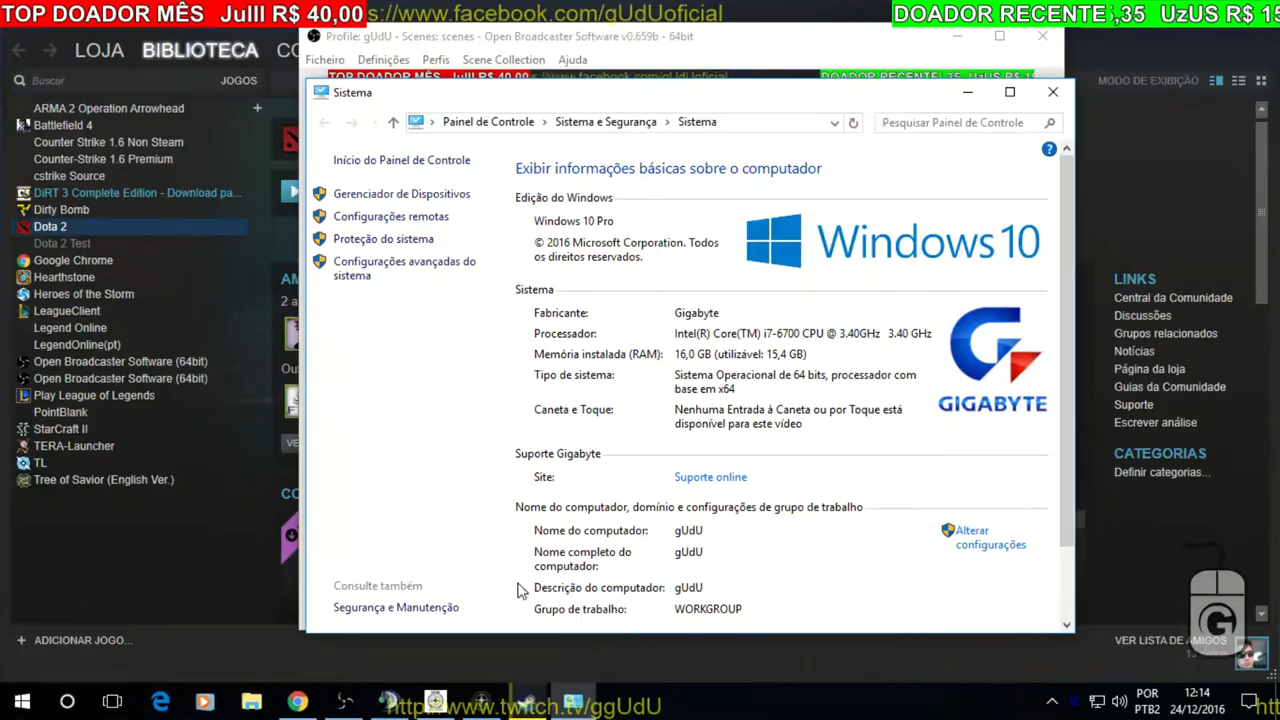 TOP DOADOR MÊS Julll R$ 40,00
s://www.facebook.com/gUdUoficial
DOADOR RECENTE ,35 UzUS R$ 15
Profile: gUdU - Scenes: scenes - Open Broadcaster Software v0.659b - 64bit
LOJA BIBLIOTECA CO
Ficheiro Definições Perfis Scene Collection Ajuda
Buscar JOGOS
MODO DE EXIBIÇÃO
ARMA 2 Operation Arrowhead
Battlefield 4
Counter Strike 1.6 Non Steam
Counter-Strike 1.6 Premium
cstrike Source
DiRT 3 Complete Edition - Download pa...
Dirty Bomb
Dota 2
Dota 2 Test
Google Chrome
Hearthstone
Heroes of the Storm
LeagueClient
Legend Online
LegendOnline(pt)
Open Broadcaster Software (64bit)
Open Broadcaster Software (64bit)
Play League of Legends
PointBlank
StarCraft II
TERA-Launcher
TL
Tree of Savior (English Ver.)
ADICIONAR JOGO...
AM
2 a
Ou
VE
CO
Sistema
Painel de Controle Sistema e Segurança Sistema
Pesquisar Painel de Controle
Início do Painel de Controle
Gerenciador de Dispositivos
Configurações remotas
Proteção do sistema
Configurações avançadas do
sistema
Consulte também
Segurança e Manutenção
Exibir informações básicas sobre o computador
Edição do Windows
Windows 10 Pro
© 2016 Microsoft Corporation. Todos
os direitos reservados.
Windows 10
Sistema
Fabricante: Gigabyte
Processador: Intel(R) Core(TM) i7-6700 CPU @ 3.40GHz 3.40 GHz
Memória instalada (RAM): 16,0 GB (utilizável: 15,4 GB)
Tipo de sistema: Sistema Operacional de 64 bits, processador com
base em x64
Caneta e Toque: Nenhuma Entrada à Caneta ou por Toque está
disponível para este vídeo
GIGABYTE
Suporte Gigabyte
Site: Suporte online
Nome do computador, domínio e configurações de grupo de trabalho
Nome do computador: gUdU
Nome completo do
computador: gUdU
Descrição do computador: gUdU
Grupo de trabalho: WORKGROUP
Alterar
configurações
LINKS
Central da Comunidade
Discussões
Grupos relacionados
Notícias
Página da loja
Guias da Comunidade
Suporte
Escrever análise
CATEGORIAS
Definir categorias...
VER LISTA DE AMIGOS
http://www.twitch.tv/ggUdU
POR
PTB2
12:14
24/12/2016